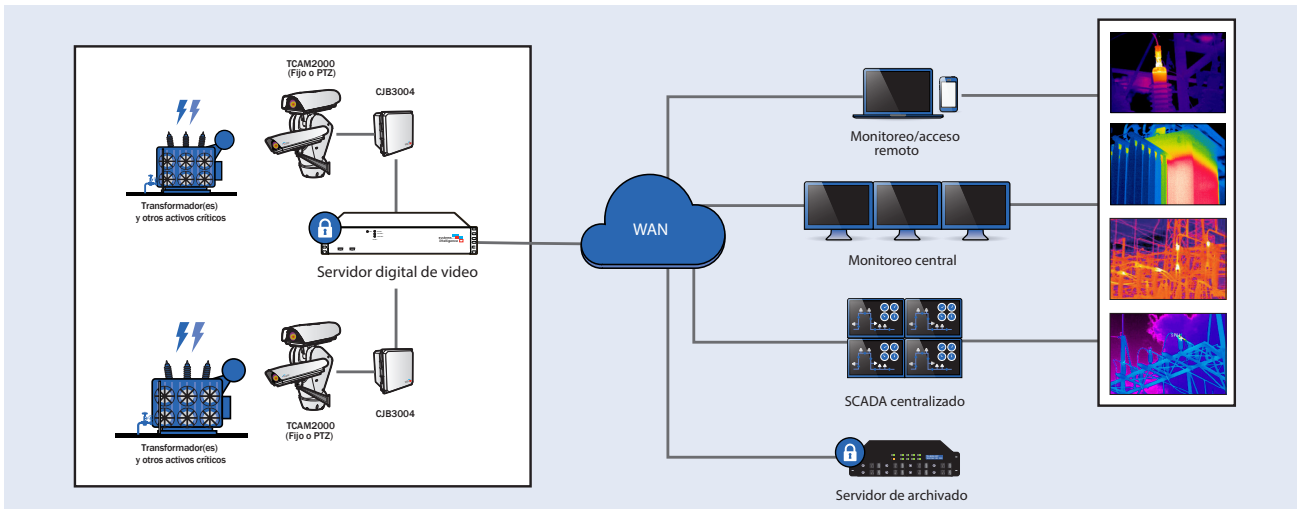 TCAM2000
(Fijo o PTZ)
CJB3004
Transformador(es)
y otros activos críticos
Servidor digital de video
Transformador(es)
y otros activos críticos
TCAM2000
(Fijo o PTZ)
CJB3004
WAN
Monitoreo/acceso
remoto
Monitoreo central
SCADA centralizado
Servidor de archivado